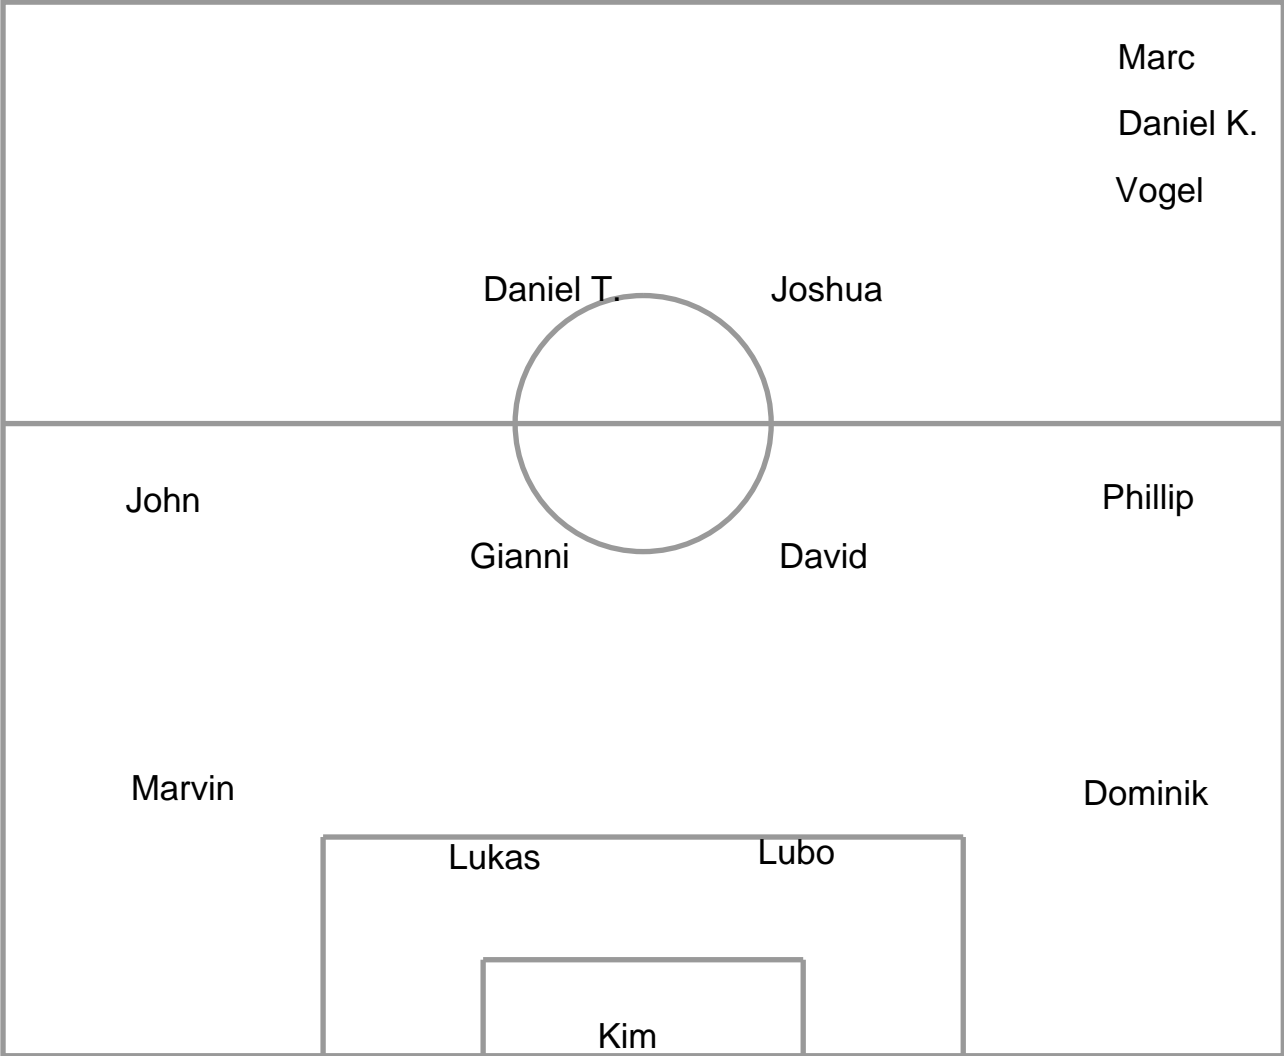 Marc
Daniel K.
Vogel
Daniel T. Joshua
John Phillip
Gianni David
Marvin Dominik
Lukas Lubo
Kim